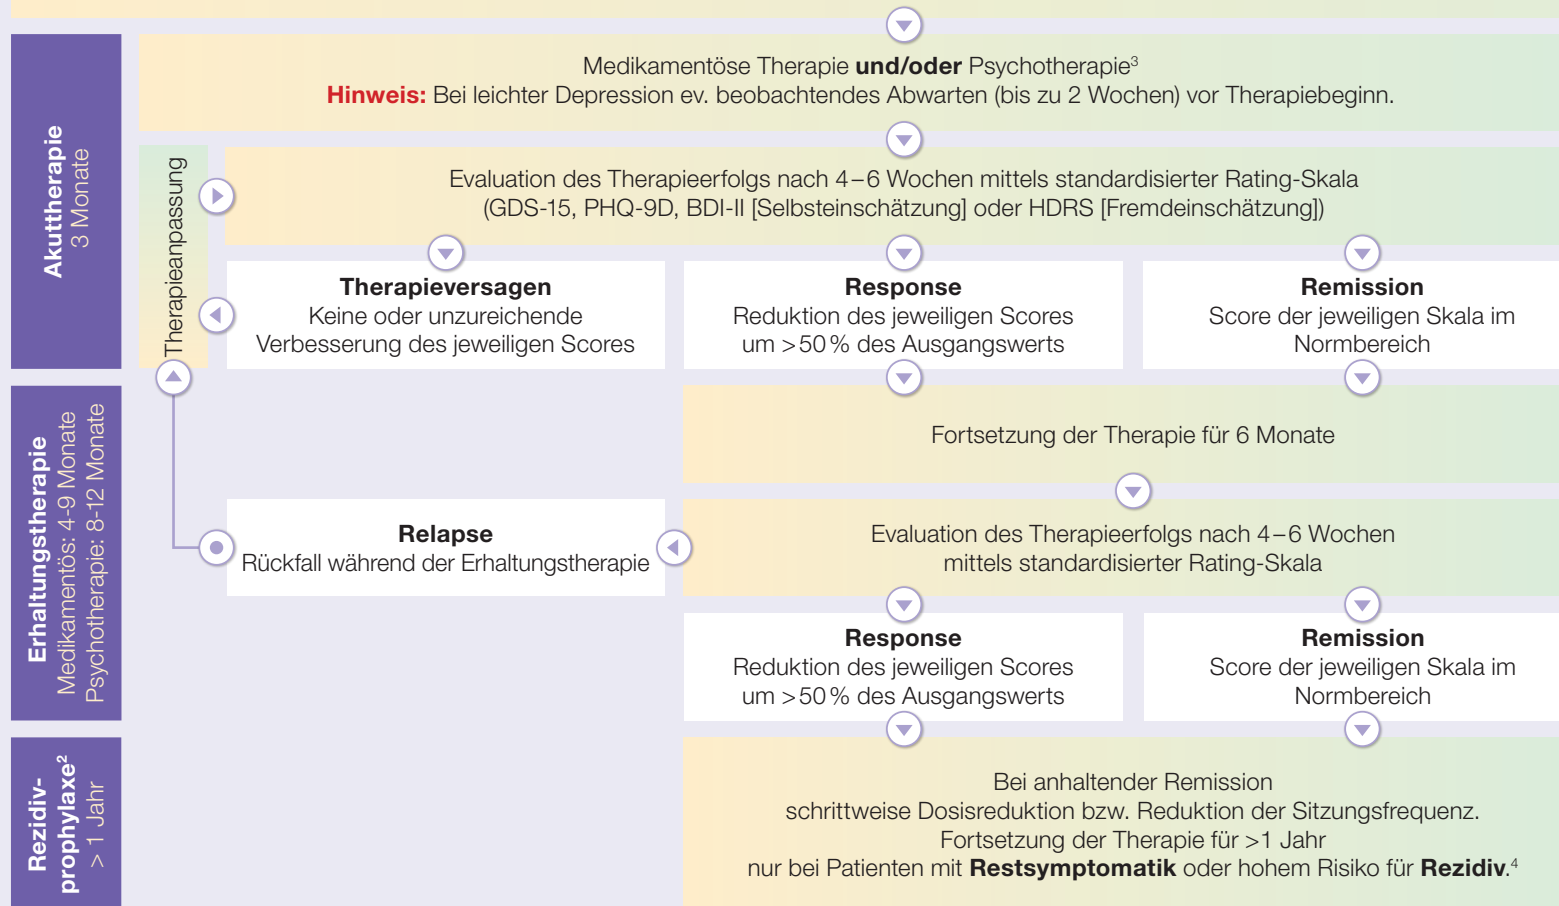 Akuttherapie
3 Monate
Medikamentöse Therapie und/oder Psychotherapie³
Hinweis: Bei leichter Depression ev. beobachtendes Abwarten (bis zu 2 Wochen) vor Therapiebeginn.
Therapieanpassung
Evaluation des Therapieerfolgs nach 4–6 Wochen mittels standardisierter Rating-Skala
(GDS-15, PHQ-9D, BDI-II [Selbsteinschätzung] oder HDRS [Fremdeinschätzung])
Therapieversagen
Keine oder unzureichende
Verbesserung des jeweiligen Scores
Response
Reduktion des jeweiligen Scores
um >50% des Ausgangswerts
Remission
Score der jeweiligen Skala im
Normbereich
Erhaltungstherapie
Medikamentös: 4-9 Monate
Psychotherapie: 8-12 Monate
Fortsetzung der Therapie für 6 Monate
Relapse
Rückfall während der Erhaltungstherapie
Evaluation des Therapieerfolgs nach 4–6 Wochen
mittels standardisierter Rating-Skala
Response
Reduktion des jeweiligen Scores
um >50% des Ausgangswerts
Remission
Score der jeweiligen Skala im
Normbereich
Rezidiv-
prophylaxe²
> 1 Jahr
Bei anhaltender Remission
schrittweise Dosisreduktion bzw. Reduktion der Sitzungsfrequenz.
Fortsetzung der Therapie für >1 Jahr
nur bei Patienten mit Restsymptomatik oder hohem Risiko für Rezidiv.⁴